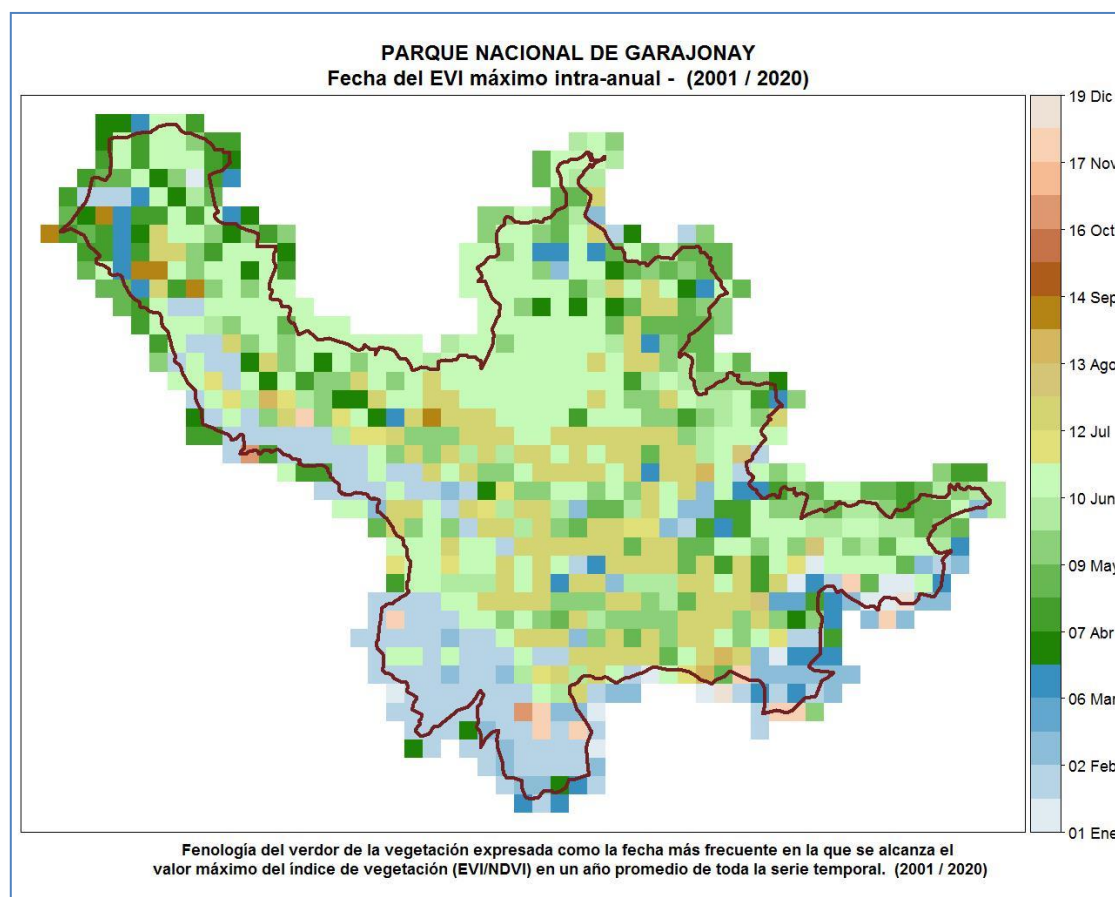 PARQUE NACIONAL DE GARAJONAY
Fecha del EVI máximo intra-anual - (2001 / 2020)
19 Dic
17 Nov
16 Oct
14 Sep
13 Ago
12 Jul
10 Jun
09 May
07 Abr
06 Mar
02 Feb
01 Ene
Fenología del verdor de la vegetación expresada como la fecha más frecuente en la que se alcanza el
valor máximo del índice de vegetación (EVI/NDVI) en un año promedio de toda la serie temporal. (2001 / 2020)